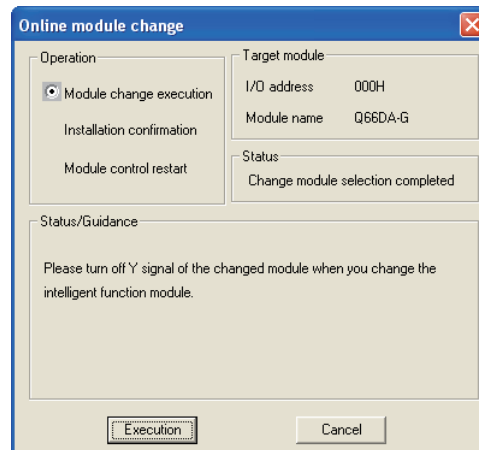 Online module change
Operation
Module change execution
Installation confirmation
Module control restart
Target module
I/O address 000H
Module name Q66DA-G
Status
Change module selection completed
Status/Guidance
Please turn off Y signal of the changed module when you change the
intelligent function module.
Execution
Cancel